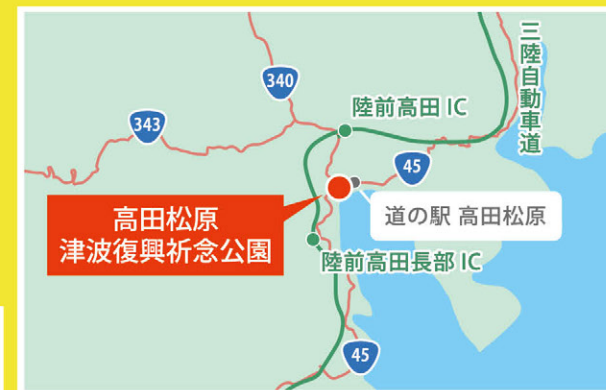 三陸自動車道
340
陸前高田 IC
343
45
高田松原
津波復興祈念公園
道の駅 高田松原
陸前高田長部 IC
45